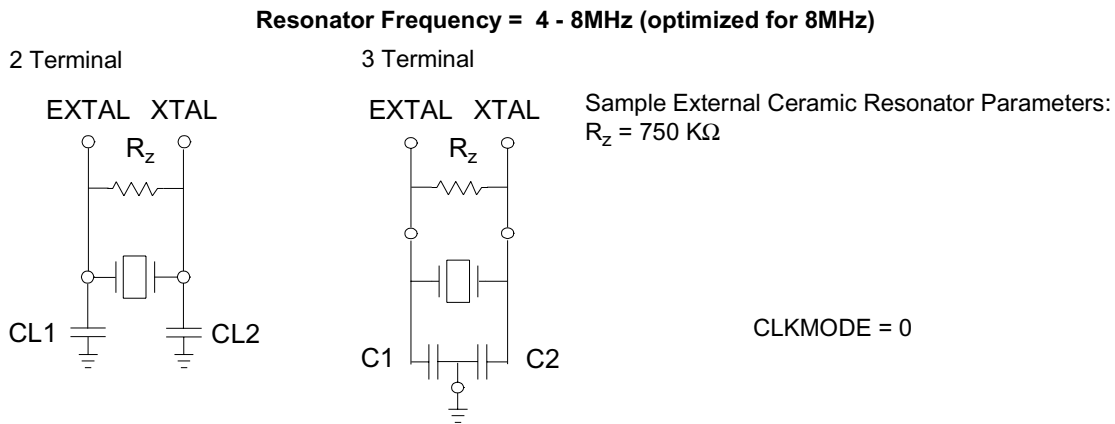 Resonator Frequency = 4 - 8MHz (optimized for 8MHz)
2 Terminal
3 Terminal
EXTAL XTAL
EXTAL XTAL
Sample External Ceramic Resonator Parameters:
Rz = 750 KΩ
Rz
Rz
CL1
CL2
CLKMODE = 0
C1
C2